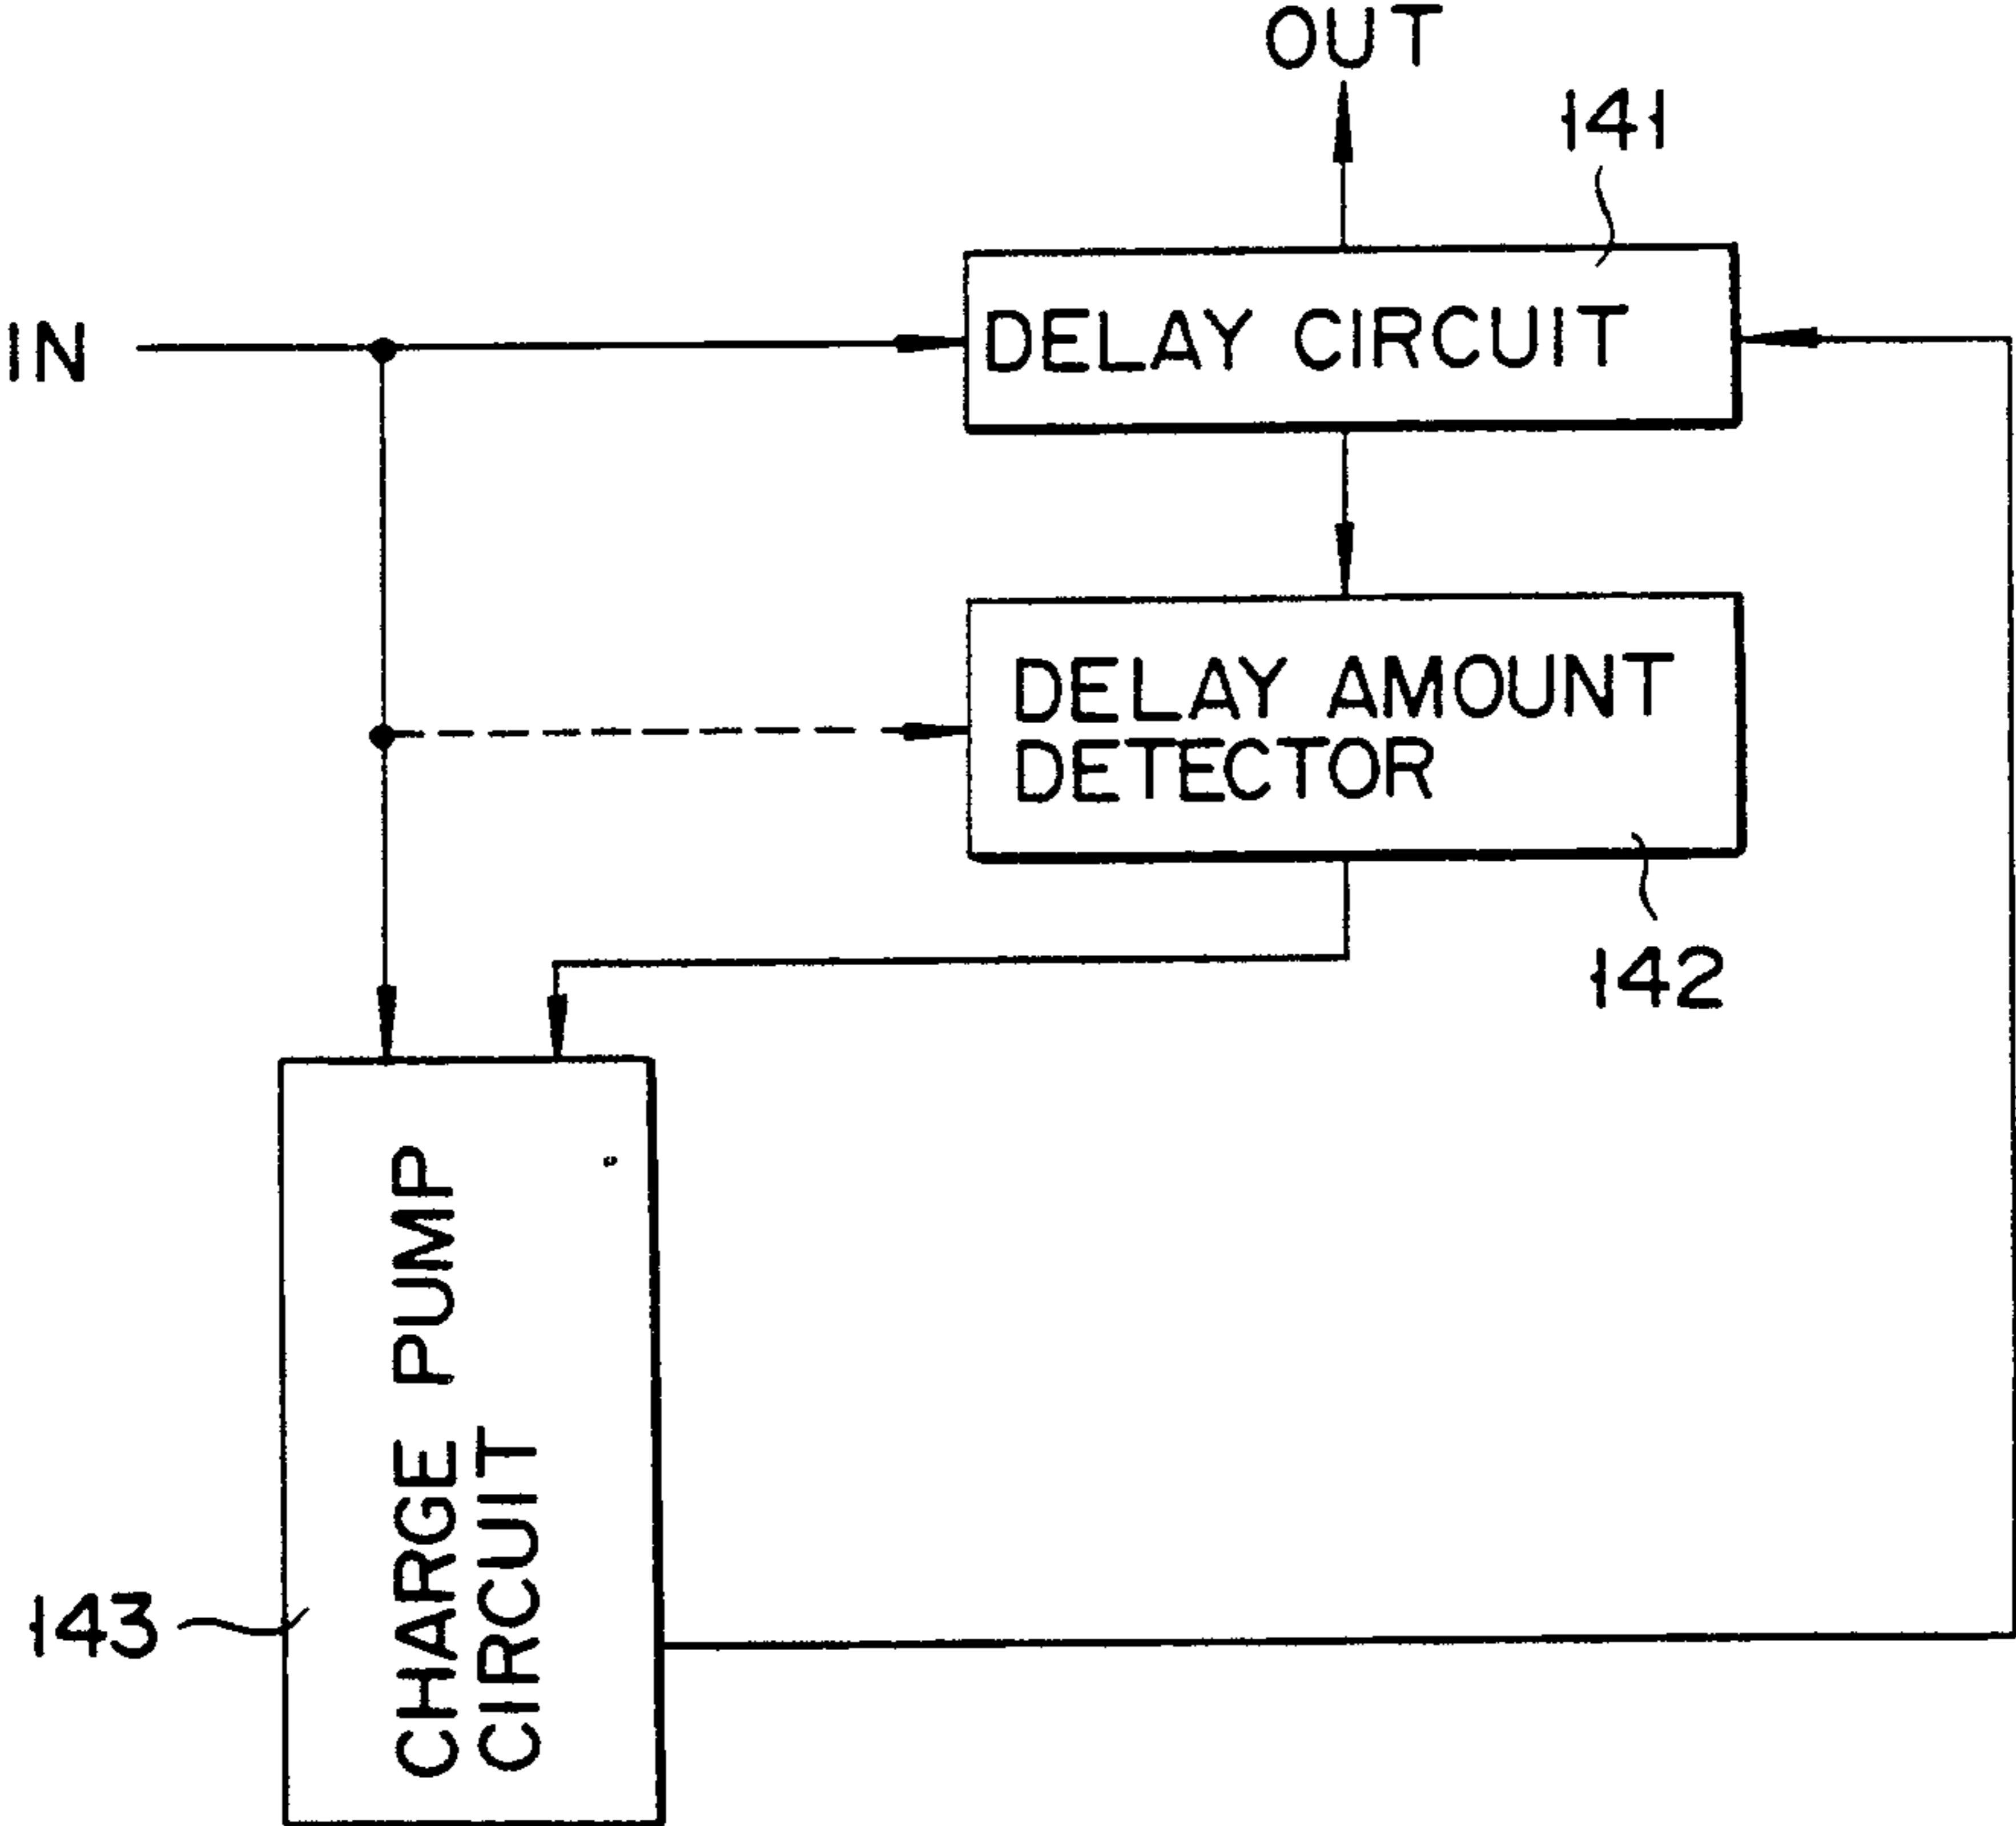 OUT
141
IN
DELAY CIRCUIT
DELAY AMOUNT
DETECTOR
142
CHARGE PUMP
CIRCUIT
143